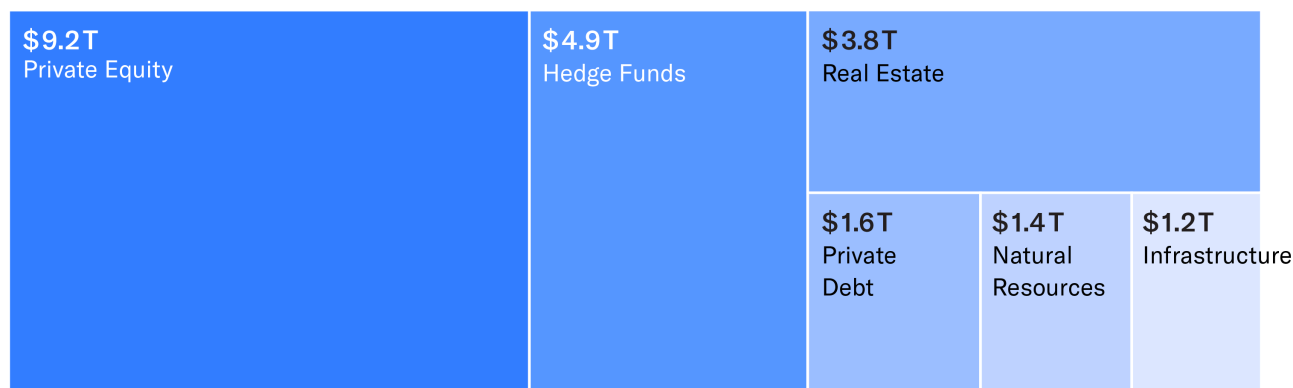 $9.2T
Private Equity
$4.9T
Hedge Funds
$3.8T
Real Estate
$1.6T
Private
Debt
$1.4T
Natural
Resources
$1.2T
Infrastructure